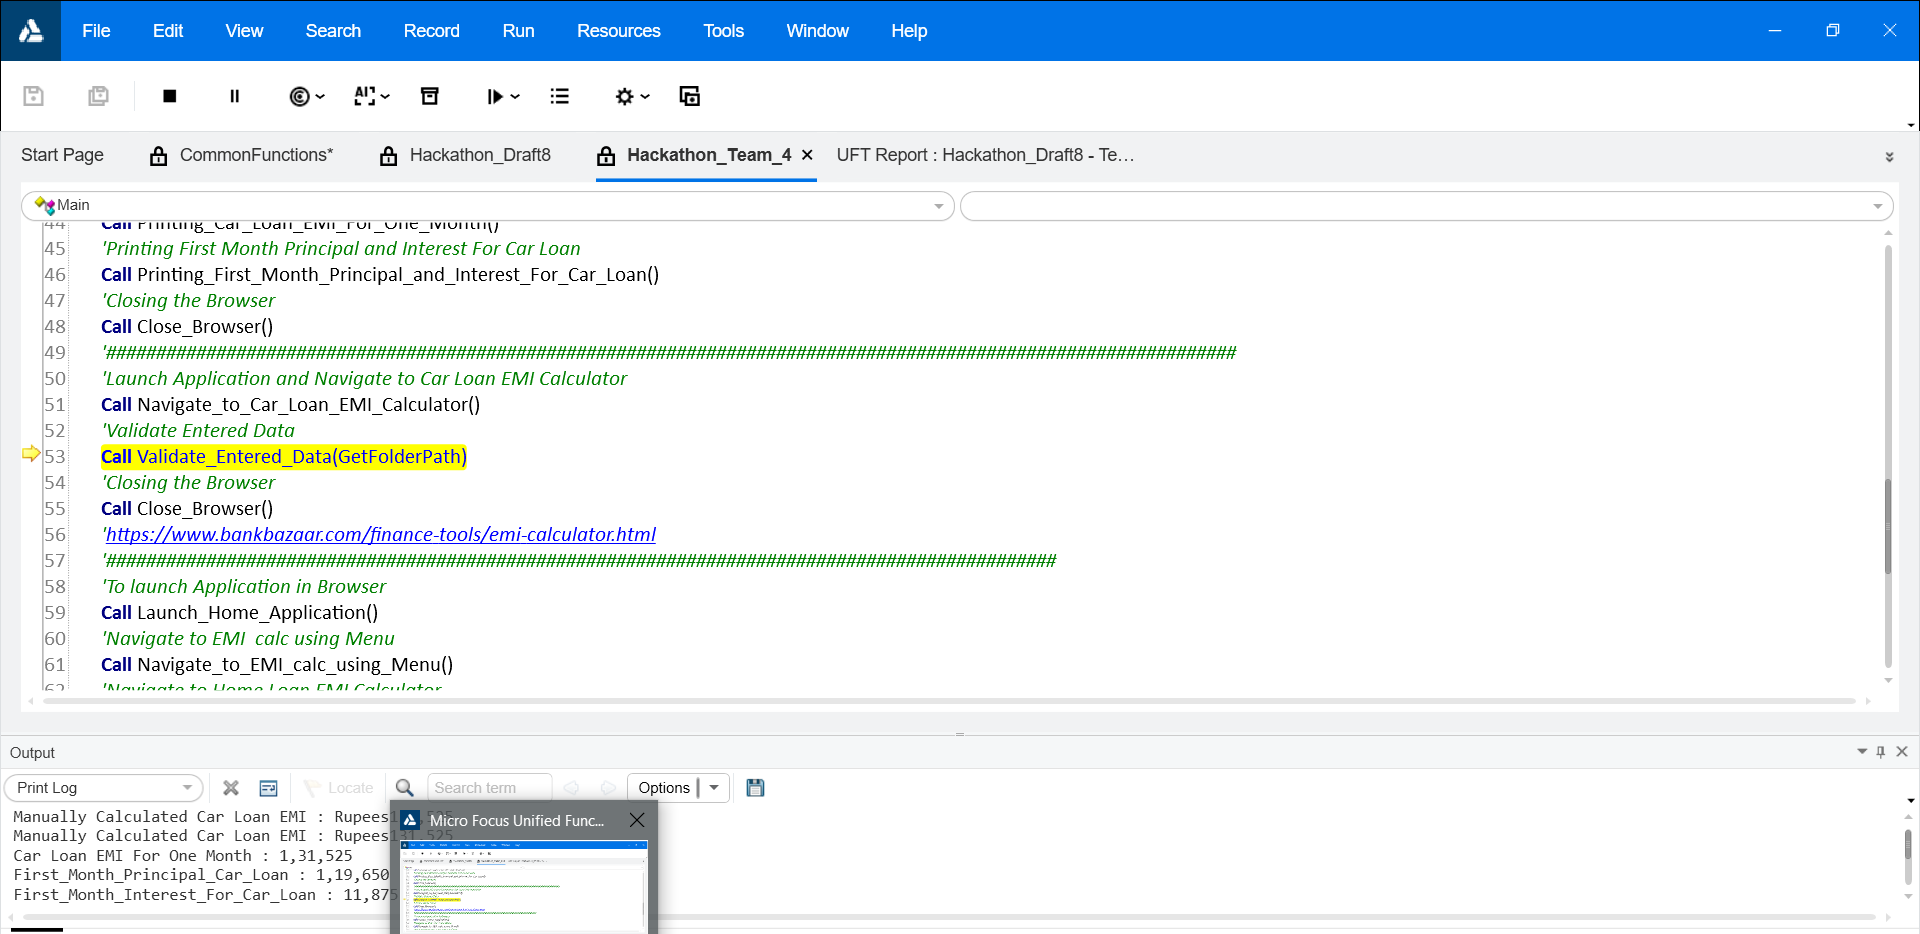 File Edit View Search Record Run Resources Tools Window Help
AI
Start Page CommonFunctions* Hackathon_Draft8 Hackathon_Team_4 UFT Report : Hackathon_Draft8 - Te...
Main
44 Call Printing_Car_Loan_EMI_For_One_Month()
45 'Printing First Month Principal and Interest For Car Loan
46 Call Printing_First_Month_Principal_and_Interest_For_Car_Loan()
47 'Closing the Browser
48 Call Close_Browser()
49 '#################################################################################################################
50 'Launch Application and Navigate to Car Loan EMI Calculator
51 Call Navigate_to_Car_Loan_EMI_Calculator()
52 'Validate Entered Data
53 Call Validate_Entered_Data(GetFolderPath)
54 'Closing the Browser
55 Call Close_Browser()
56 'https://www.bankbazaar.com/finance-tools/emi-calculator.html
57 '###############################################################################################
58 'To launch Application in Browser
59 Call Launch_Home_Application()
60 'Navigate to EMI  calc using Menu
61 Call Navigate_to_EMI_calc_using_Menu()
62 'Navigate to Home Loan EMI Calculator
Output
Print Log Locate Search term Options
Manually Calculated Car Loan EMI : Rupees131,525
Manually Calculated Car Loan EMI : Rupees131,525
Car Loan EMI For One Month : 1,31,525
First_Month_Principal_Car_Loan : 1,19,650
First_Month_Interest_For_Car_Loan : 11,875
Micro Focus Unified Func...